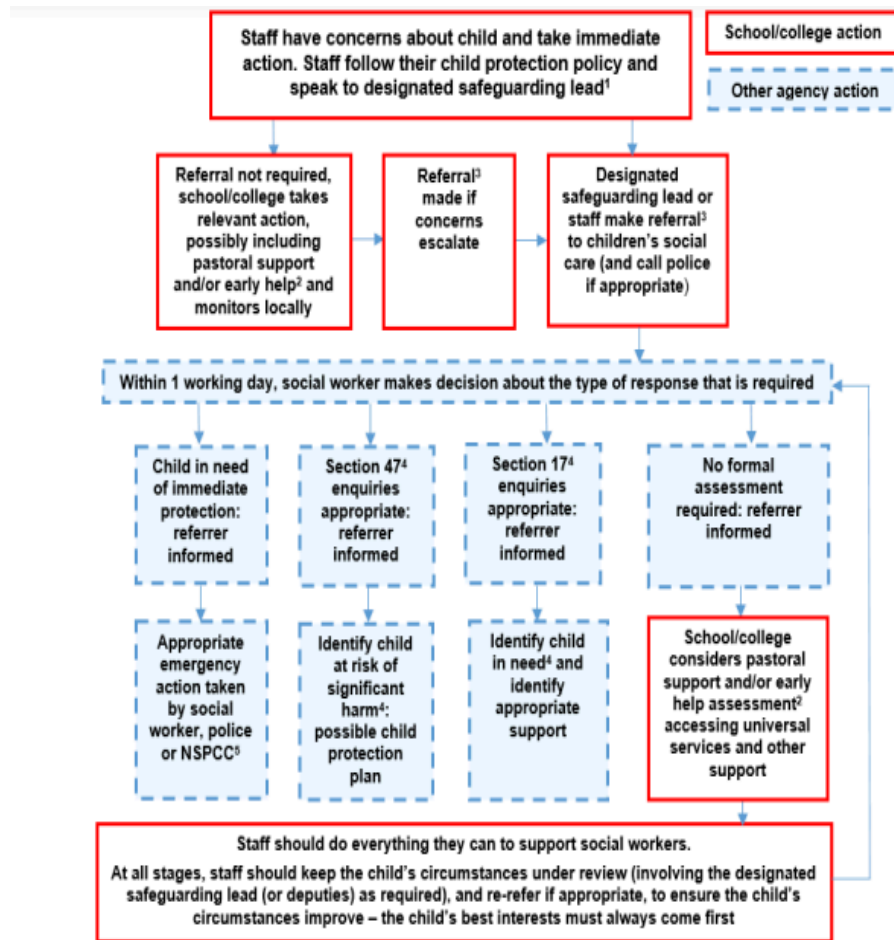 Staff have concerns about child and take immediate
action. Staff follow their child protection policy and
speak to designated safeguarding lead¹
School/college action
Other agency action
Referral not required,
school/college takes
relevant action,
possibly including
pastoral support
and/or early help² and
monitors locally
Referral³
made if
concerns
escalate
Designated
safeguarding lead or
staff make referral³
to children's social
care (and call police
if appropriate)
Within 1 working day, social worker makes decision about the type of response that is required
Child in need
of immediate
protection:
referrer
informed
Section 47⁴
enquiries
appropriate:
referrer
informed
Section 17⁴
enquiries
appropriate:
referrer
informed
No formal
assessment
required: referrer
informed
Appropriate
emergency
action taken
by social
worker, police
or NSPCC⁵
Identify child
at risk of
significant
harm⁴:
possible child
protection
plan
Identify child
in need⁴ and
identify
appropriate
support
School/college
considers pastoral
support and/or early
help assessment²
accessing universal
services and other
support
Staff should do everything they can to support social workers.
At all stages, staff should keep the child's circumstances under review (involving the designated
safeguarding lead (or deputies) as required), and re-refer if appropriate, to ensure the child's
circumstances improve – the child's best interests must always come first